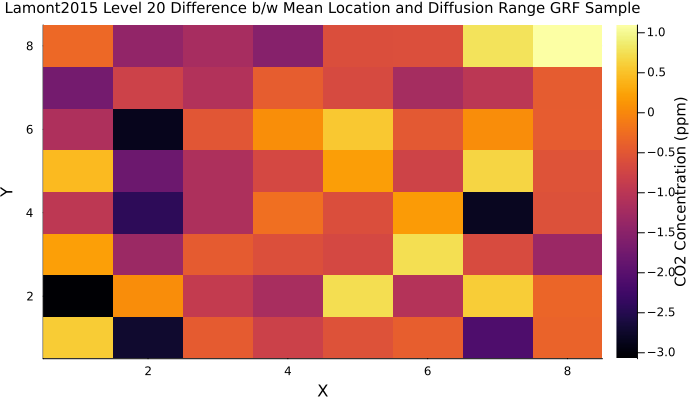 Lamont2015 Level 20 Difference b/w Mean Location and Diffusion Range GRF Sample
8
6
4
2
Y
2 4 6 8
X
1.0
0.5
0
−0.5
−1.0
−1.5
−2.0
−2.5
−3.0
CO2 Concentration (ppm)